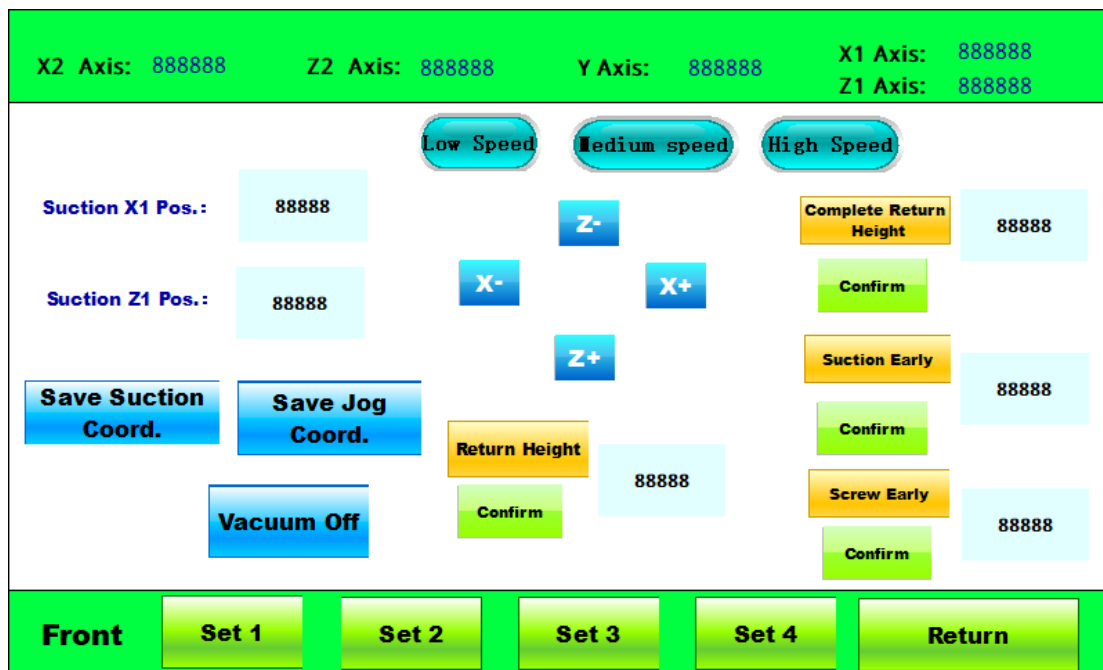 X2 Axis: 888888
Z2 Axis: 888888
Y Axis: 888888
X1 Axis: 888888
Z1 Axis: 888888
Low Speed
Medium speed
High Speed
Suction X1 Pos.: 88888
Z-
Complete Return
Height
88888
X-
X+
Confirm
Suction Z1 Pos.: 88888
Z+
Suction Early
88888
Save Suction
Coord.
Save Jog
Coord.
Confirm
Return Height
88888
Confirm
Screw Early
88888
Vacuum Off
Confirm
Front
Set 1
Set 2
Set 3
Set 4
Return